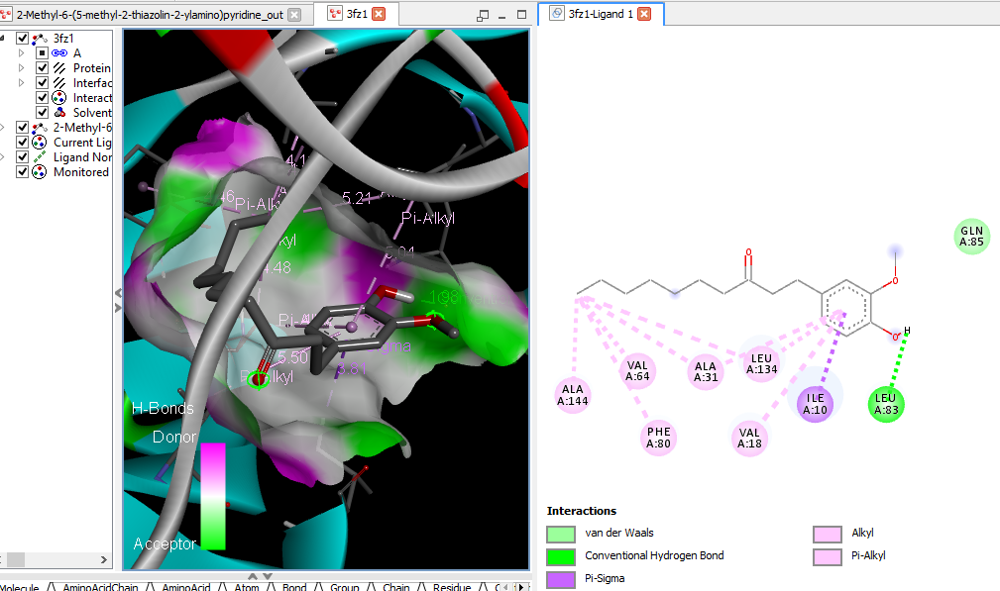 2-Methyl-6-(5-methyl-2-thiazolin-2-ylamino)pyridine_out
3fz1
3fz1-Ligand 1
3fz1
A
Protein
Interfac
Interact
Solvent
2-Methyl-6
Current Lig
Ligand Nor
Monitored
4.1
5.21
Pi-Alkyl
Pi-Alkyl
kyl
4.48
1.98
Pi-Al
5.50
H-Bonds
Donor
Acceptor
GLN
A:85
O
O
O
H
LEU
A:134
VAL
A:64
ALA
A:31
ALA
A:144
ILE
A:10
LEU
A:83
PHE
A:80
VAL
A:18
Interactions
van der Waals
Conventional Hydrogen Bond
Pi-Sigma
Alkyl
Pi-Alkyl
Molecule
AminoAcidChain
AminoAcid
Atom
Bond
Group
Chain
Residue